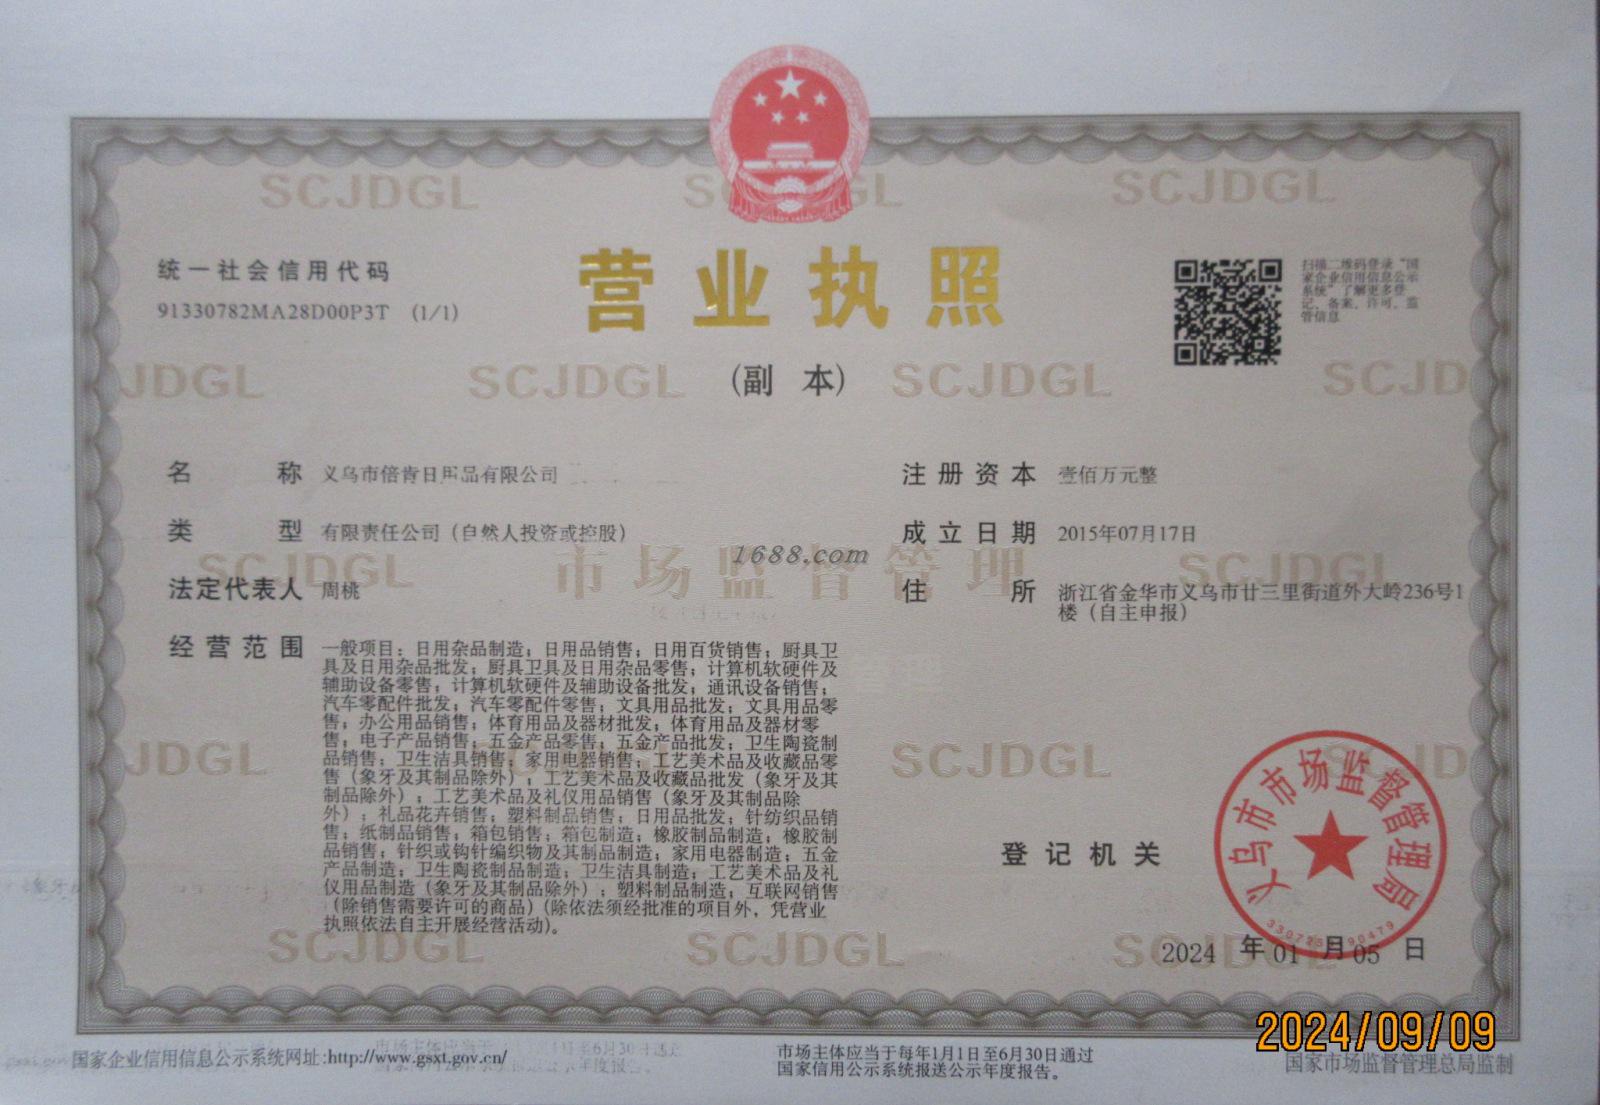 统一社会信用代码
91330782MA28D00P3T (1/1)
营业执照
(副 本)
扫描二维码登录“国
家企业信用信息公示
系统”了解更多登
记、备案、许可、监
管信息
名 称 义乌市倍肯日用品有限公司
类 型 有限责任公司（自然人投资或控股）
法定代表人 周桃
经营范围 一般项目：日用杂品制造；日用品销售；日用百货销售；厨具卫
具及日用杂品批发；厨具卫具及日用杂品零售；计算机软硬件及
辅助设备零售；计算机软硬件及辅助设备批发；通讯设备销售；
汽车零配件批发；汽车零配件零售；文具用品批发；文具用品零
售；办公用品销售；体育用品及器材批发；体育用品及器材零
售；电子产品销售；五金产品零售；五金产品批发；卫生陶瓷制
品销售；卫生洁具销售；家用电器销售；工艺美术品及收藏品零
售（象牙及其制品除外）；工艺美术品及收藏品批发（象牙及其
制品除外）；工艺美术品及礼仪用品销售（象牙及其制品除
外）；礼品花卉销售；塑料制品销售；日用品批发；针纺织品销
售；纸制品销售；箱包销售；箱包制造；橡胶制品制造；橡胶制
品销售；针织或钩针编织物及其制品制造；家用电器制造；五金
产品制造；卫生陶瓷制品制造；卫生洁具制造；工艺美术品及礼
仪用品制造（象牙及其制品除外）；塑料制品制造；互联网销售
（除销售需要许可的商品）(除依法须经批准的项目外，凭营业
执照依法自主开展经营活动)。
注册资本 壹佰万元整
成立日期 2015年07月17日
住 所 浙江省金华市义乌市廿三里街道外大岭236号1
楼（自主申报）
SCJDGL
市场监督管理
1688.com
登记机关
义乌市市场监督管理局
2024 年 01 月 05 日
2024/09/09
国家企业信用信息公示系统网址:http://www.gsxt.gov.cn/
市场主体应当于每年1月1日至6月30日通过
国家信用公示系统报送公示年度报告。
国家市场监督管理总局监制